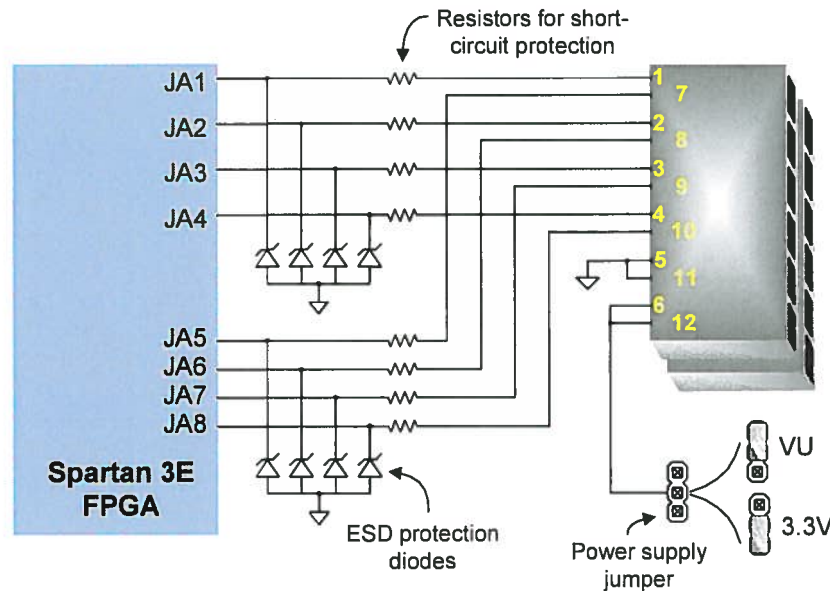 Resistors for short-
circuit protection
JA1
JA2
JA3
JA4
JA5
JA6
JA7
JA8
Spartan 3E
FPGA
1
7
2
8
3
9
4
10
5
11
6
12
ESD protection
diodes
Power supply
jumper
VU
3.3V